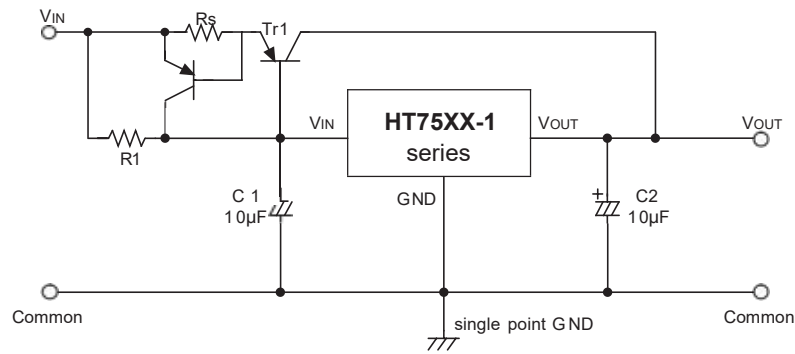 VIN
Rs
Tr1
R1
VIN
HT75XX-1
series
VOUT
VOUT
GND
C 1
10µF
+
C2
10µF
Common
single point GND
Common